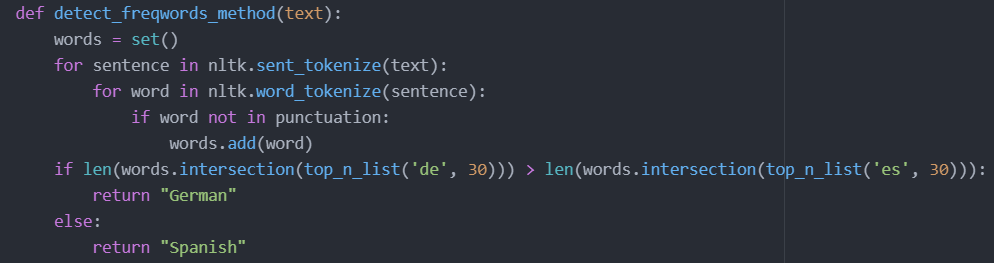 def detect_freqwords_method(text):
    words = set()
    for sentence in nltk.sent_tokenize(text):
        for word in nltk.word_tokenize(sentence):
            if word not in punctuation:
                words.add(word)
    if len(words.intersection(top_n_list('de', 30))) > len(words.intersection(top_n_list('es', 30))):
        return "German"
    else:
        return "Spanish"